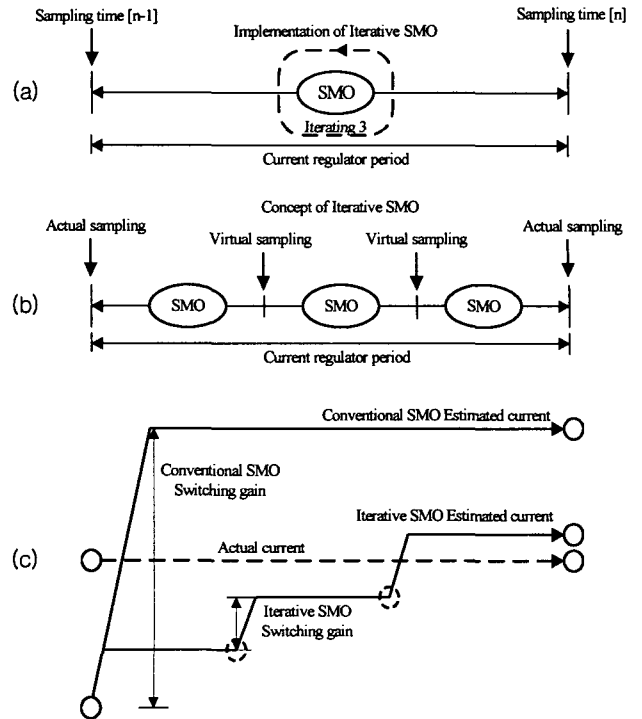 Sampling time [n-1]
Sampling time [n]
Implementation of Iterative SMO
(a)
SMO
Iterating 3
Current regulator period
Concept of Iterative SMO
Actual sampling
Virtual sampling
Virtual sampling
Actual sampling
(b)
SMO
SMO
SMO
Current regulator period
Conventional SMO Estimated current
Conventional SMO
Switching gain
Iterative SMO Estimated current
(c)
Actual current
Iterative SMO
Switching gain